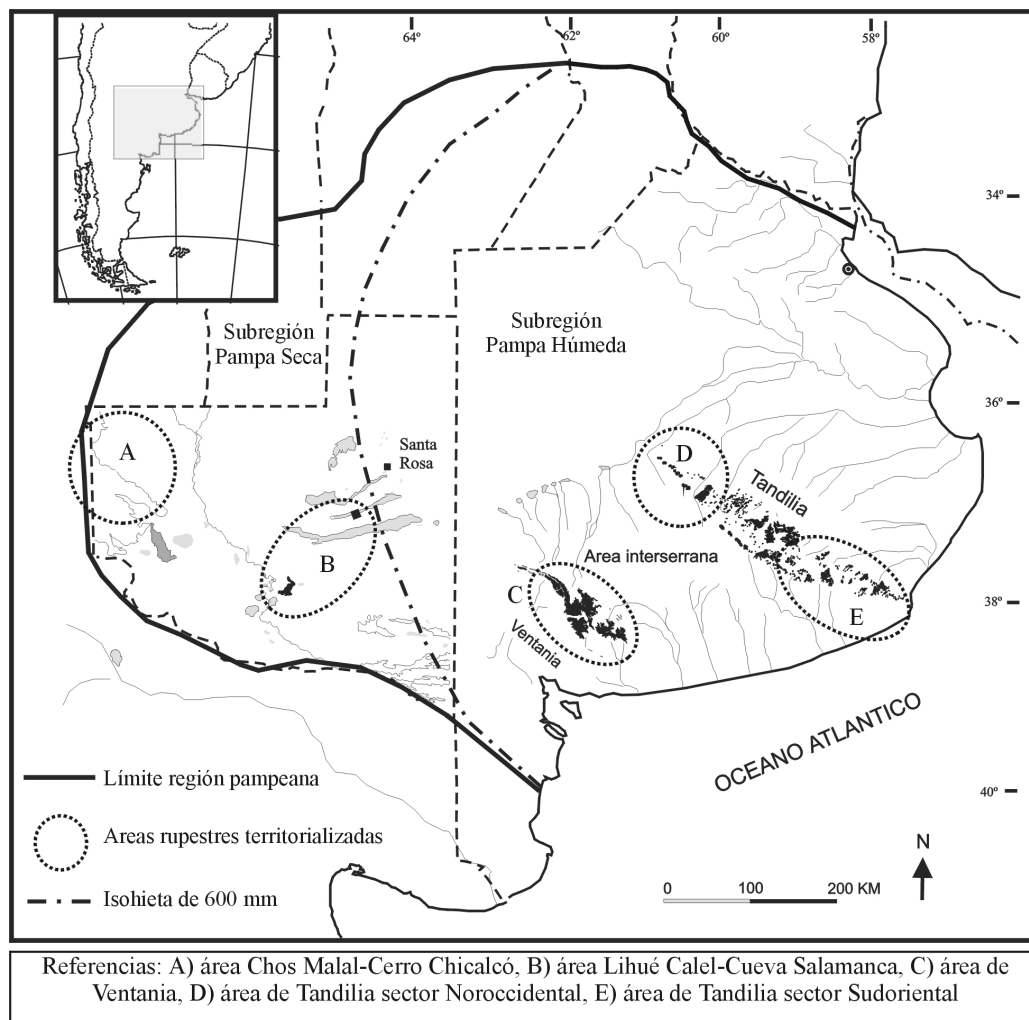 64º
62º
60º
58º
34º
36º
38º
40º
Subregión
Pampa Seca
Subregión
Pampa Húmeda
A
Santa
Rosa
B
D
Tandilia
Area interserrana
C
Ventania
E
OCEANO ATLANTICO
Límite región pampeana
Areas rupestres territorializadas
Isohieta de 600 mm
N
0 100 200 KM
Referencias: A) área Chos Malal-Cerro Chicalcó, B) área Lihué Calel-Cueva Salamanca, C) área de
Ventania, D) área de Tandilia sector Noroccidental, E) área de Tandilia sector Sudoriental